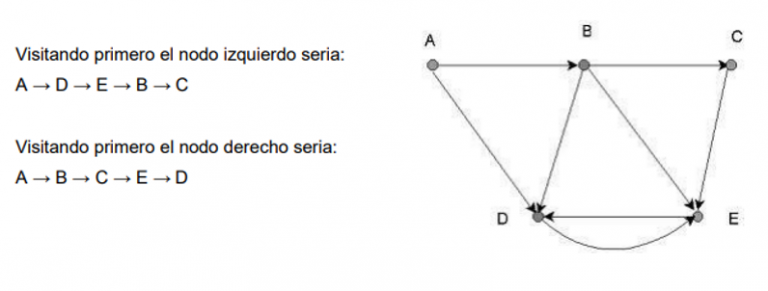 Visitando primero el nodo izquierdo seria:
A → D → E → B → C
Visitando primero el nodo derecho seria:
A → B → C → E → D
A
B
C
D
E